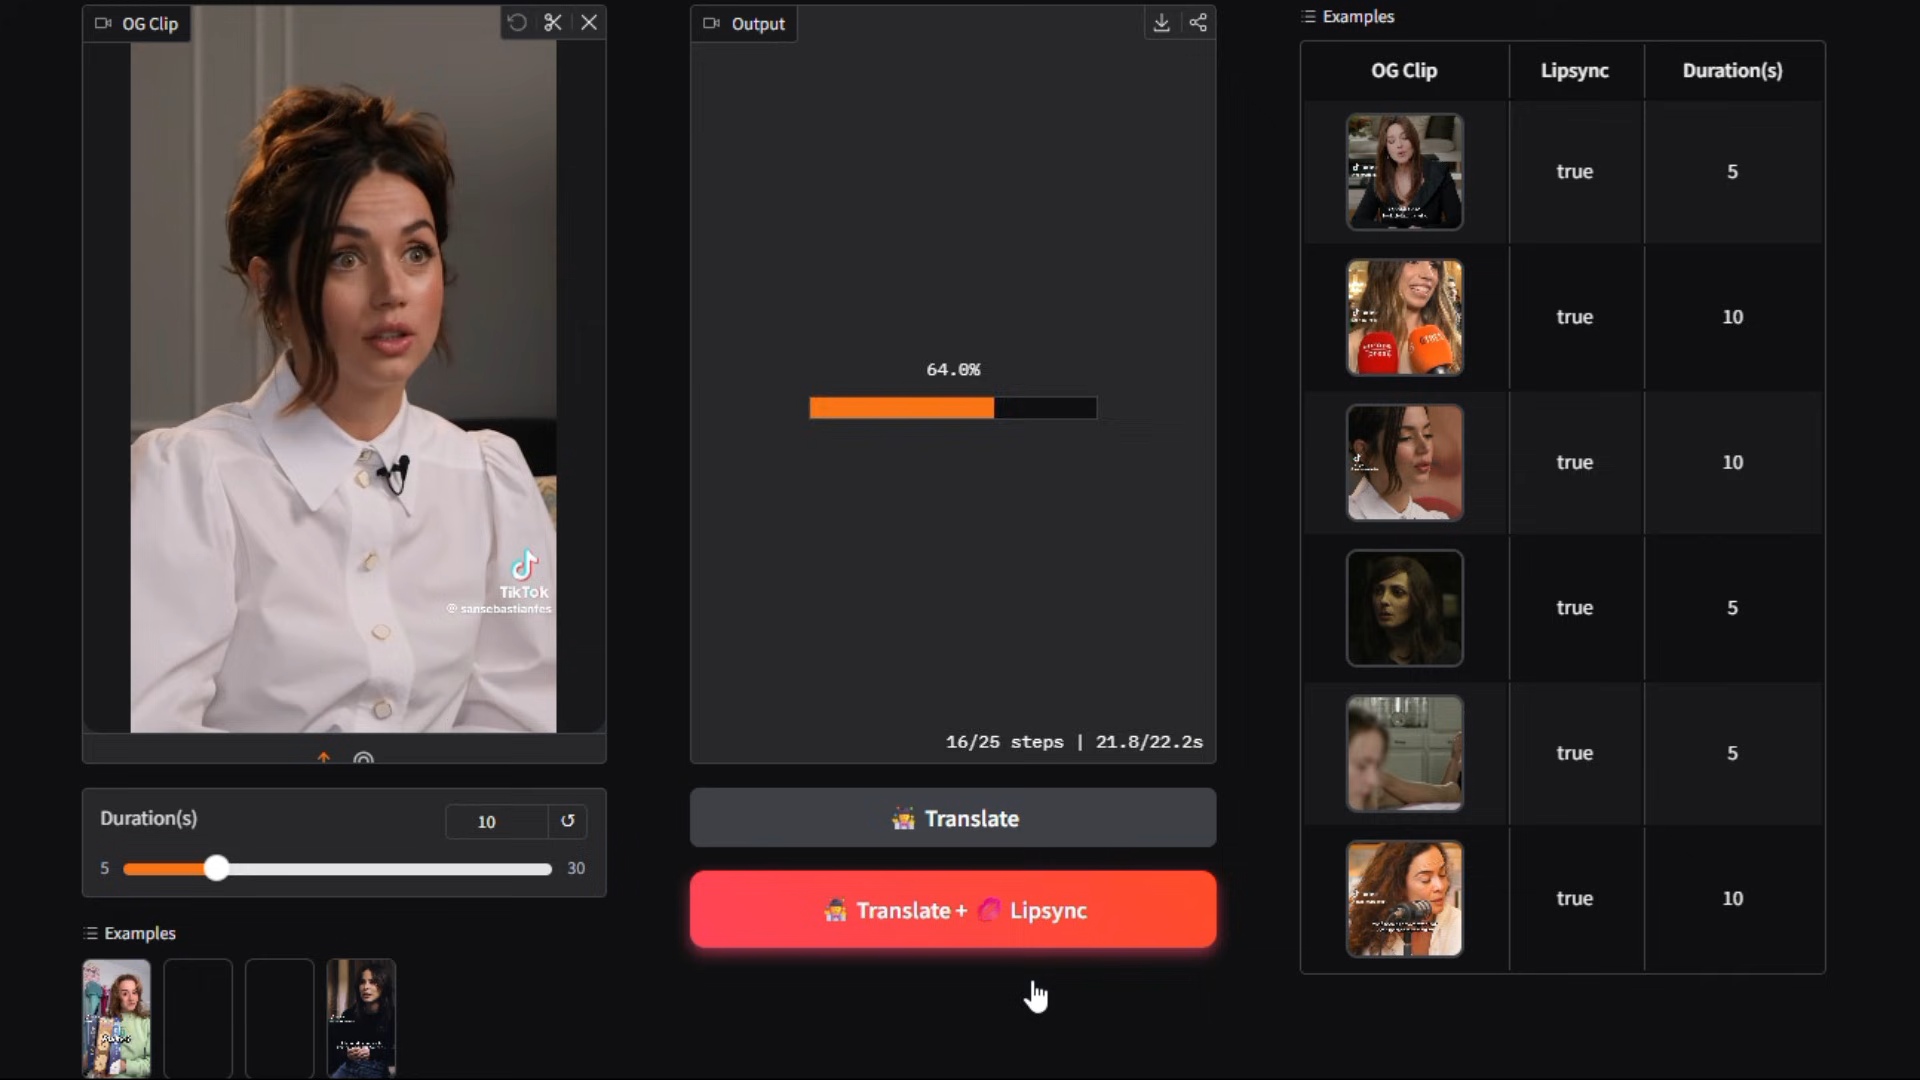 OG Clip
TikTok
@ sansebastianfes
Duration(s)
10
5
30
Examples
Output
64.0%
16/25 steps | 21.8/22.2s
Translate
Translate + Lipsync
Examples
OG Clip Lipsync Duration(s)
true 5
true 10
true 10
true 5
true 5
true 10